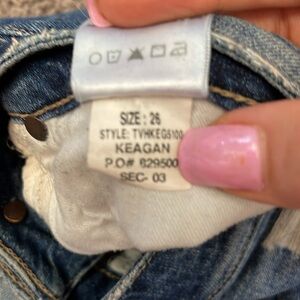 SIZE: 26
STYLE: TVHKEG5100
KEAGAN
P.O# 629500
SEC- 03